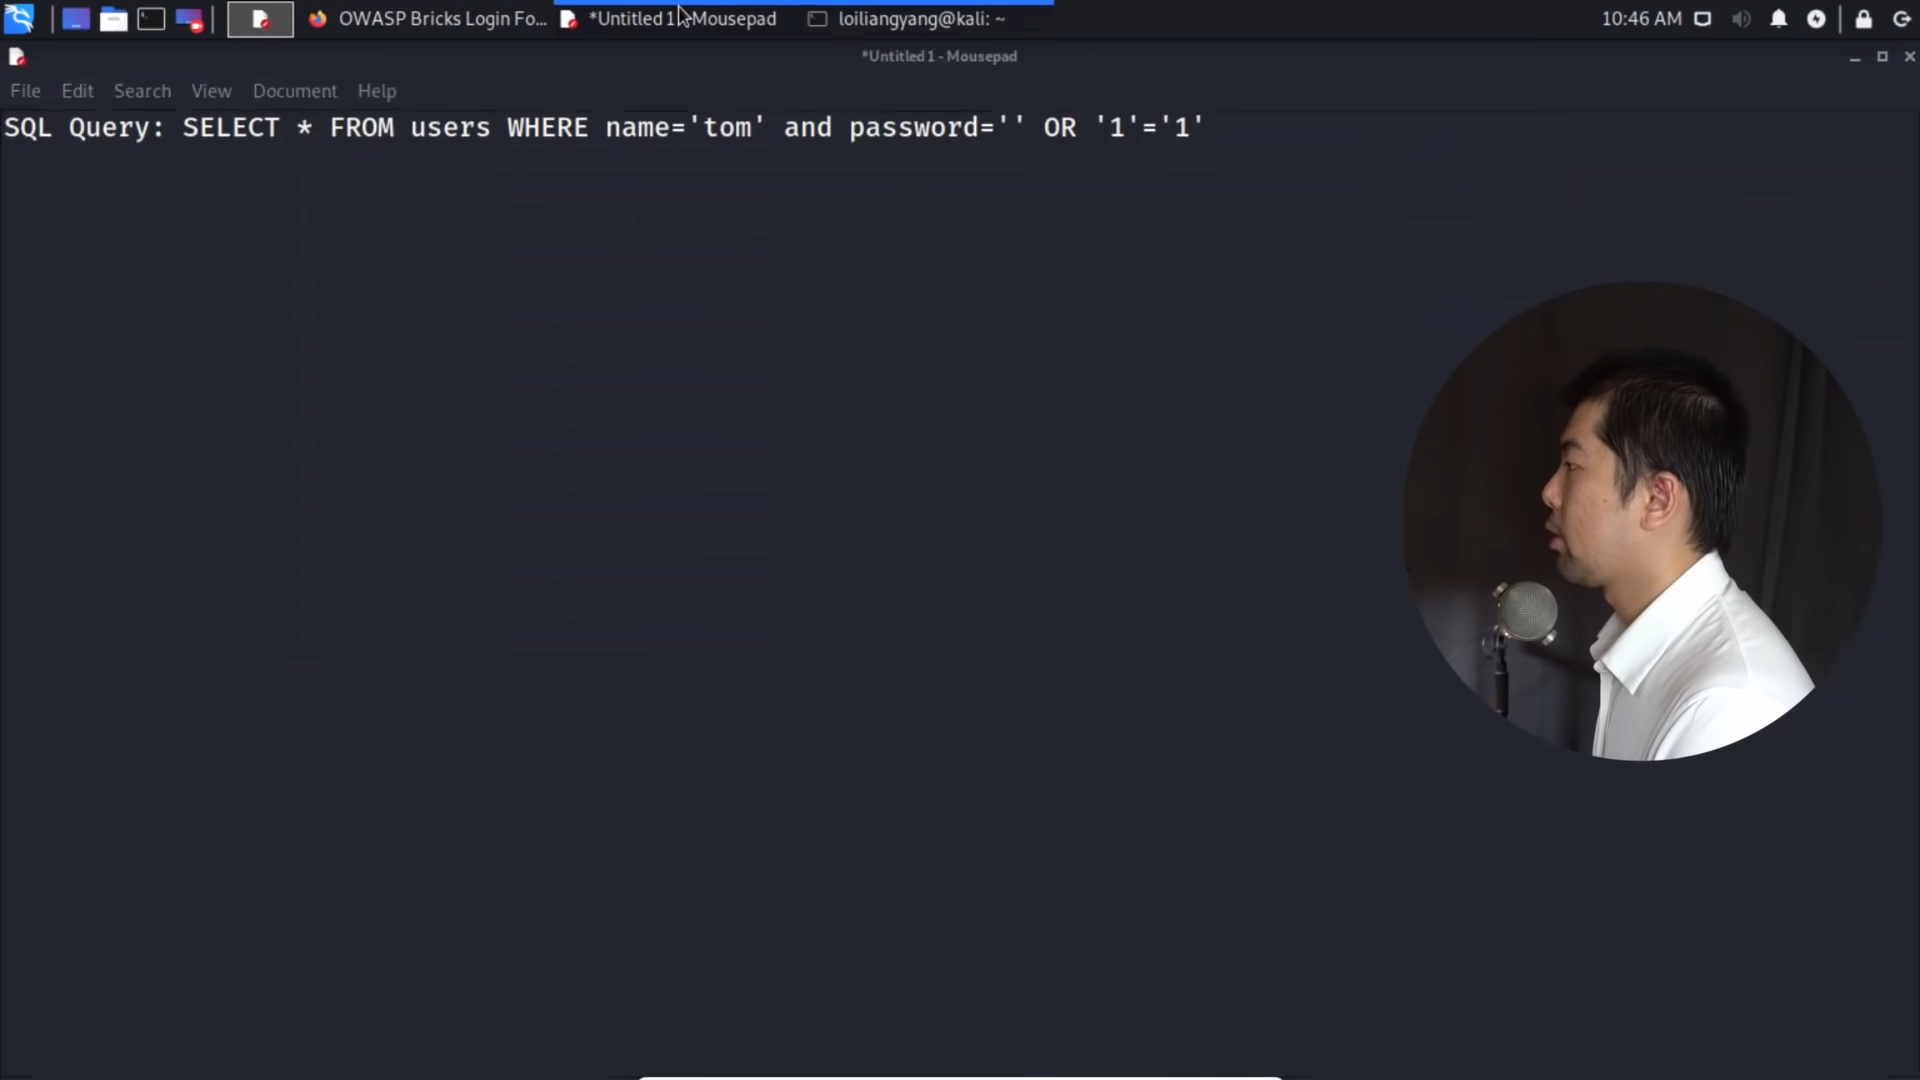 OWASP Bricks Login Fo... *Untitled 1 - Mousepad loiliangyang@kali: ~ 10:46 AM
*Untitled 1 - Mousepad
File Edit Search View Document Help
SQL Query: SELECT * FROM users WHERE name='tom' and password='' OR '1'='1'